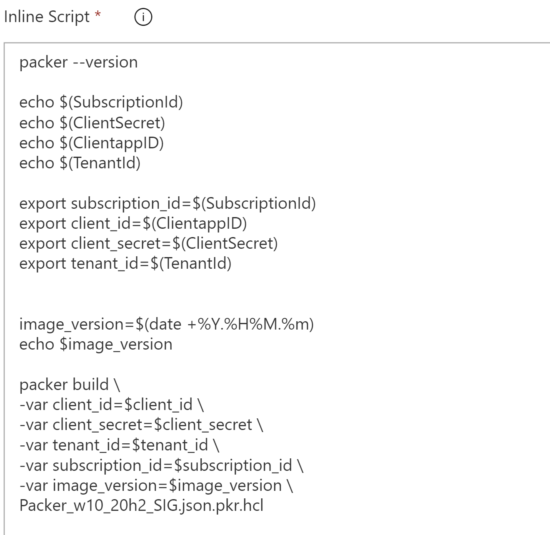 Inline Script *
packer --version
echo $(SubscriptionId)
echo $(ClientSecret)
echo $(ClientappID)
echo $(TenantId)
export subscription_id=$(SubscriptionId)
export client_id=$(ClientappID)
export client_secret=$(ClientSecret)
export tenant_id=$(TenantId)
image_version=$(date +%Y.%H%M.%m)
echo $image_version
packer build \
-var client_id=$client_id \
-var client_secret=$client_secret \
-var tenant_id=$tenant_id \
-var subscription_id=$subscription_id \
-var image_version=$image_version \
Packer_w10_20h2_SIG.json.pkr.hcl